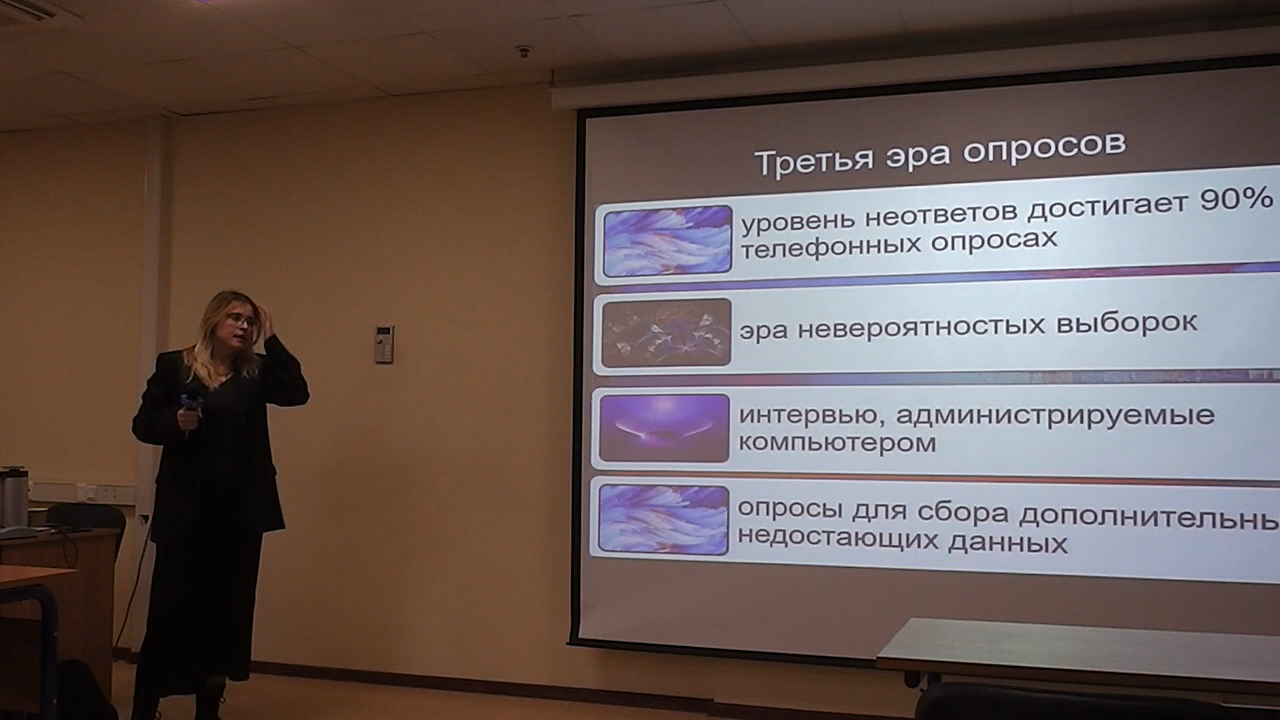 Третья эра опросов
уровень неответов достигает 90%
телефонных опросах
эра невероятностых выборок
интервью, администрируемые
компьютером
опросы для сбора дополнительны
недостающих данных